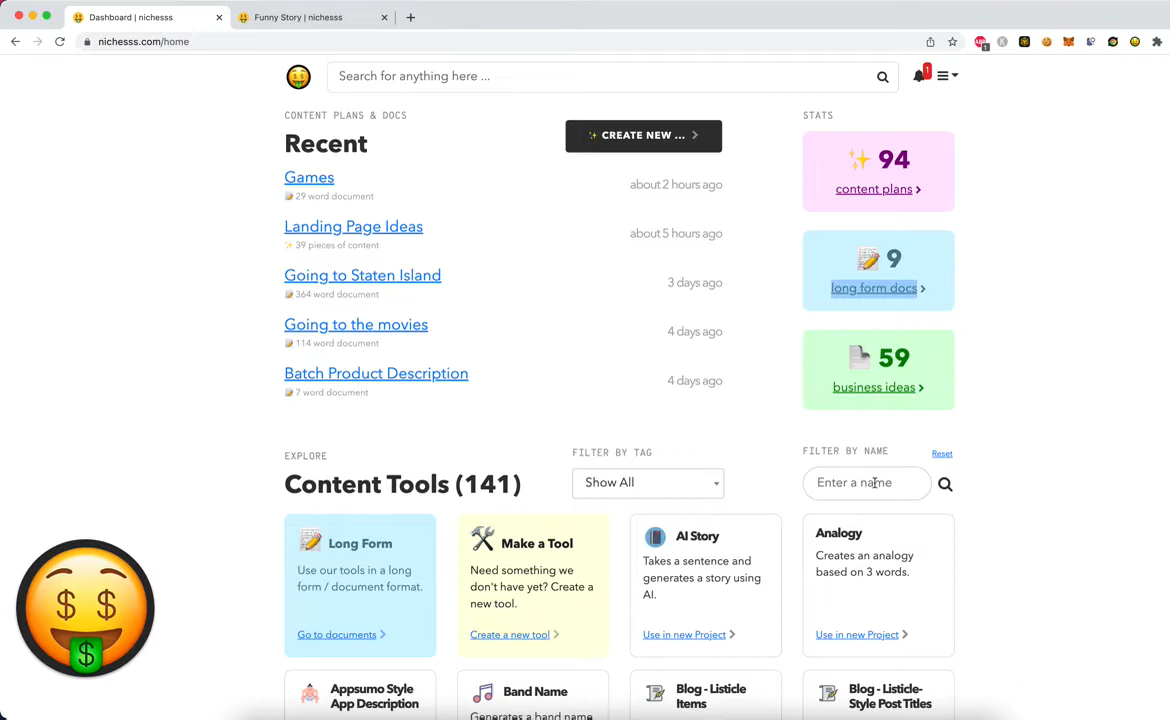 Dashboard | nichesss
Funny Story | nichesss
nichesss.com/home
1
Search for anything here ...
1
CONTENT PLANS & DOCS
Recent
CREATE NEW ...
Games
29 word document
about 2 hours ago
Landing Page Ideas
39 pieces of content
about 5 hours ago
Going to Staten Island
364 word document
3 days ago
Going to the movies
114 word document
4 days ago
Batch Product Description
7 word document
4 days ago
STATS
94
content plans
9
long form docs
59
business ideas
EXPLORE
Content Tools (141)
FILTER BY TAG
Show All
FILTER BY NAME
Reset
Enter a name
Long Form
Use our tools in a long
form / document format.
Go to documents
Make a Tool
Need something we
don't have yet? Create a
new tool.
Create a new tool
AI Story
Takes a sentence and
generates a story using
AI.
Use in new Project
Analogy
Creates an analogy
based on 3 words.
Use in new Project
Appsumo Style
App Description
Band Name
Generates a band name
Blog - Listicle
Items
Blog - Listicle-
Style Post Titles